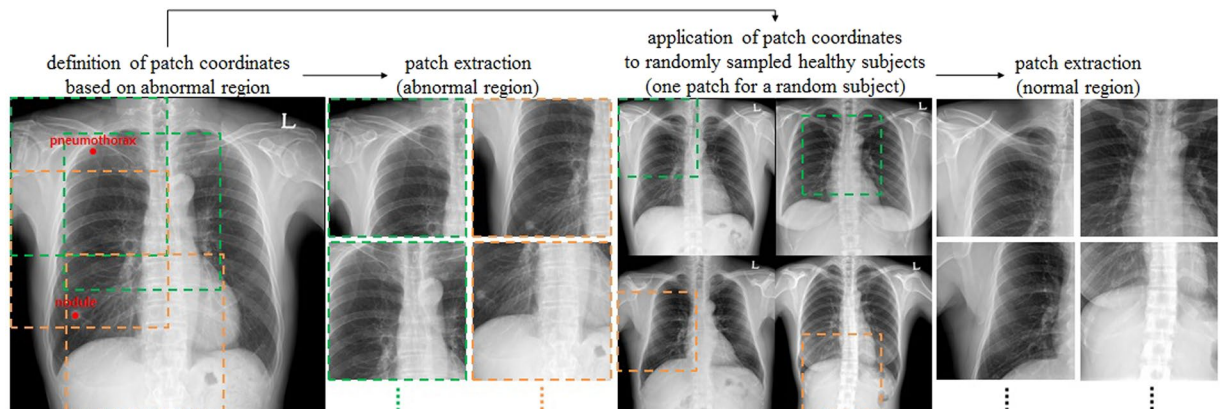 definition of patch coordinates
based on abnormal region
patch extraction
(abnormal region)
application of patch coordinates
to randomly sampled healthy subjects
(one patch for a random subject)
patch extraction
(normal region)
L
pneumothorax
nodule
L
L
L